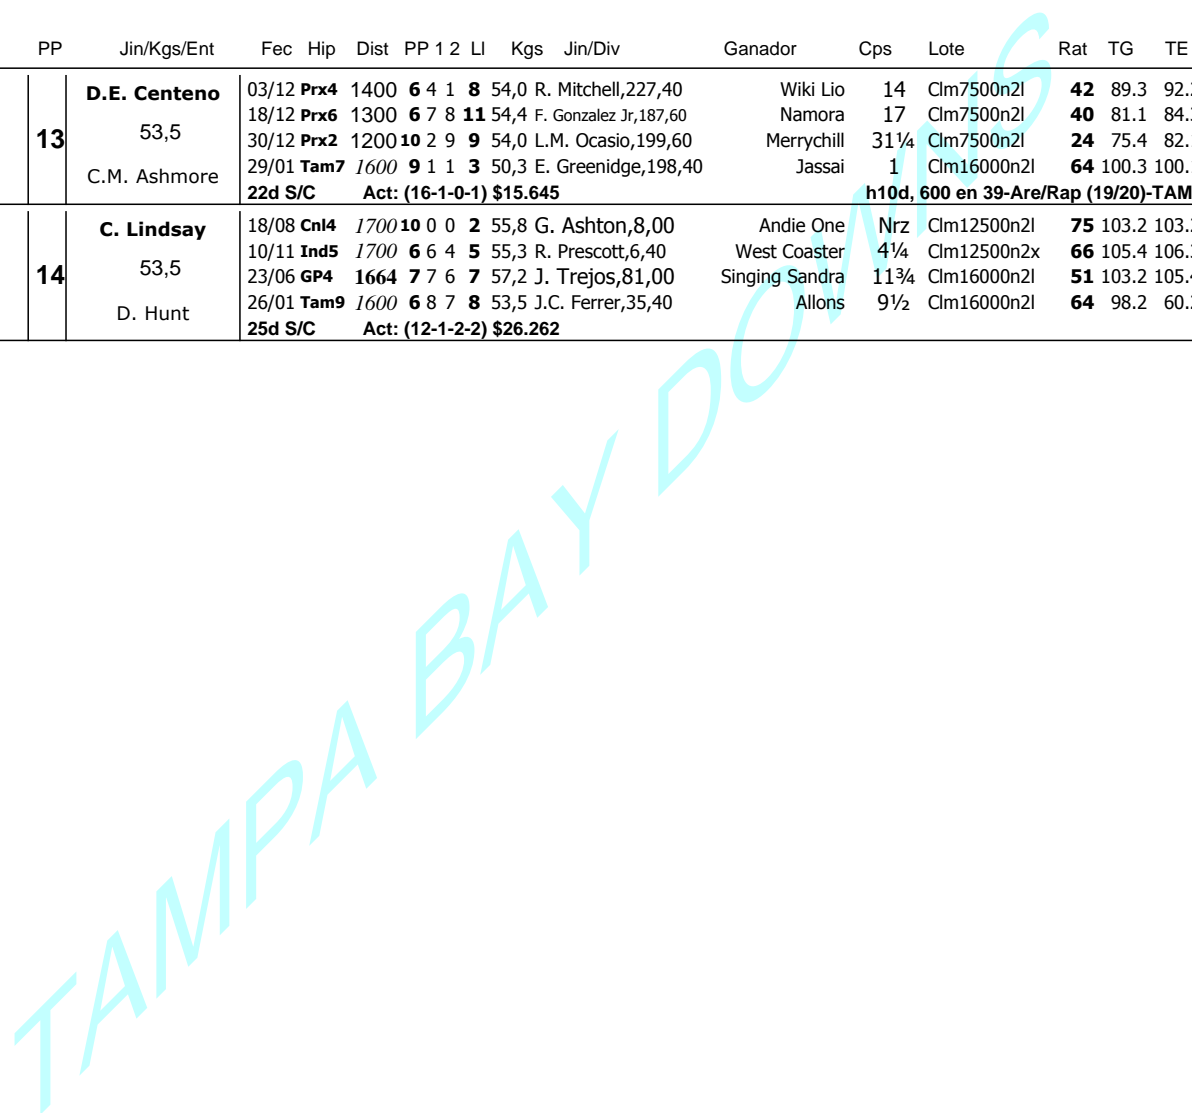 PP Jin/Kgs/Ent Fec Hip Dist PP 1 2 Ll Kgs Jin/Div Ganador Cps Lote Rat TG TE
13
D.E. Centeno
53,5
C.M. Ashmore
03/12 Prx4 1400 6 4 1 8 54,0 R. Mitchell,227,40 Wiki Lio 14 Clm7500n2l 42 89.3
18/12 Prx6 1300 6 7 8 11 54,4 F. Gonzalez Jr,187,60 Namora 17 Clm7500n2l 40 81.1
30/12 Prx2 1200 10 2 9 9 54,0 L.M. Ocasio,199,60 Merrychill 31¼ Clm7500n2l 24 75.4
29/01 Tam7 1600 9 1 1 3 50,3 E. Greenidge,198,40 Jassai 1 Clm16000n2l 64 100.3
22d S/C Act: (16-1-0-1) $15.645 h10d, 600 en 39-Are/Rap (19/20)-TAM
14
C. Lindsay
53,5
D. Hunt
18/08 Cnl4 1700 10 0 0 2 55,8 G. Ashton,8,00 Andie One Nrz Clm12500n2l 75 103.2
10/11 Ind5 1700 6 6 4 5 55,3 R. Prescott,6,40 West Coaster 4¼ Clm12500n2x 66 105.4
23/06 GP4 1664 7 7 6 7 57,2 J. Trejos,81,00 Singing Sandra 11¾ Clm16000n2l 51 103.2
26/01 Tam9 1600 6 8 7 8 53,5 J.C. Ferrer,35,40 Allons 9½ Clm16000n2l 64 98.2
25d S/C Act: (12-1-2-2) $26.262
TAMPA BAY DOWNS